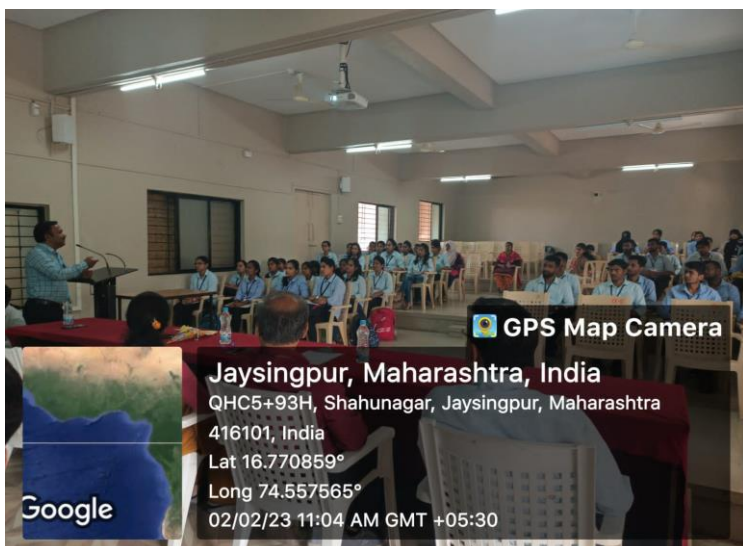 GPS Map Camera
Jaysingpur, Maharashtra, India
QHC5+93H, Shahunagar, Jaysingpur, Maharashtra
416101, India
Lat 16.770859°
Long 74.557565°
02/02/23 11:04 AM GMT +05:30
Google